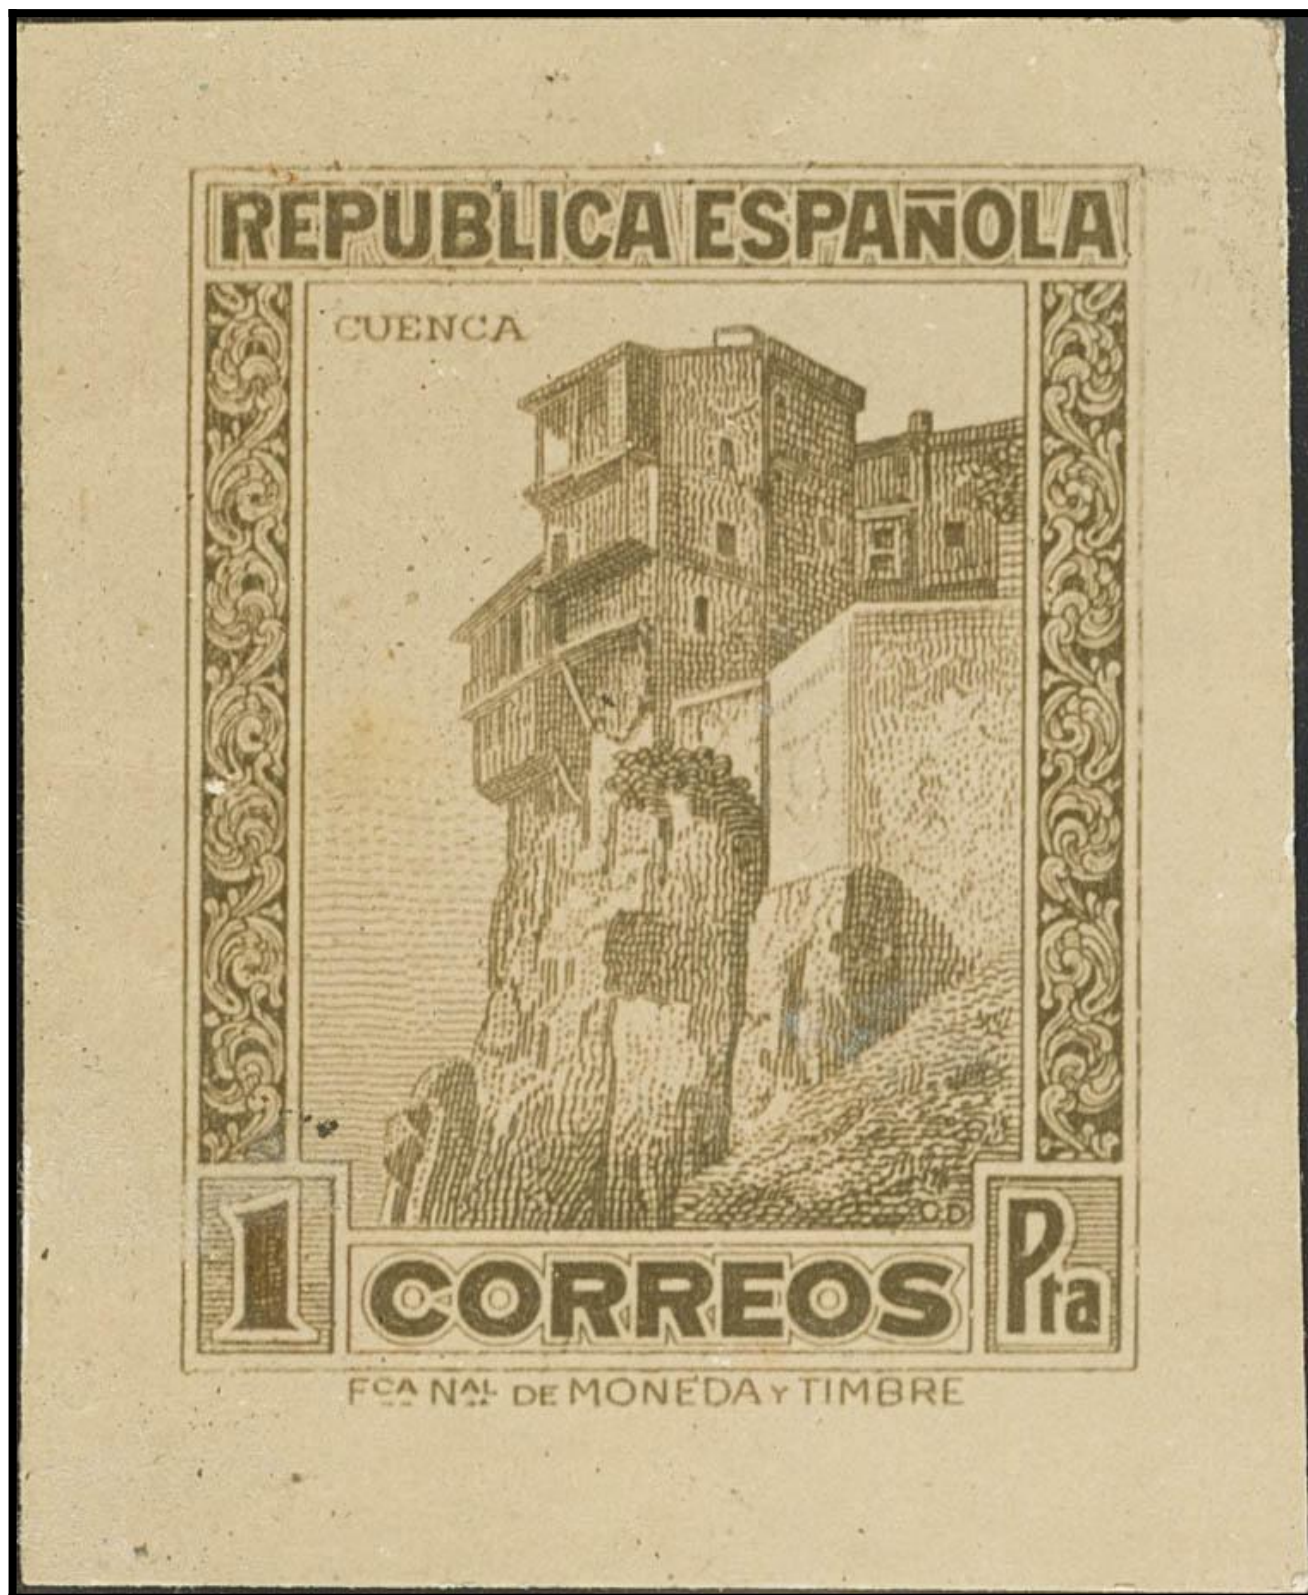 REPUBLICA ESPAÑOLA
CUENCA
O D
1 CORREOS Pta
FCA NAL DE MONEDA Y TIMBRE